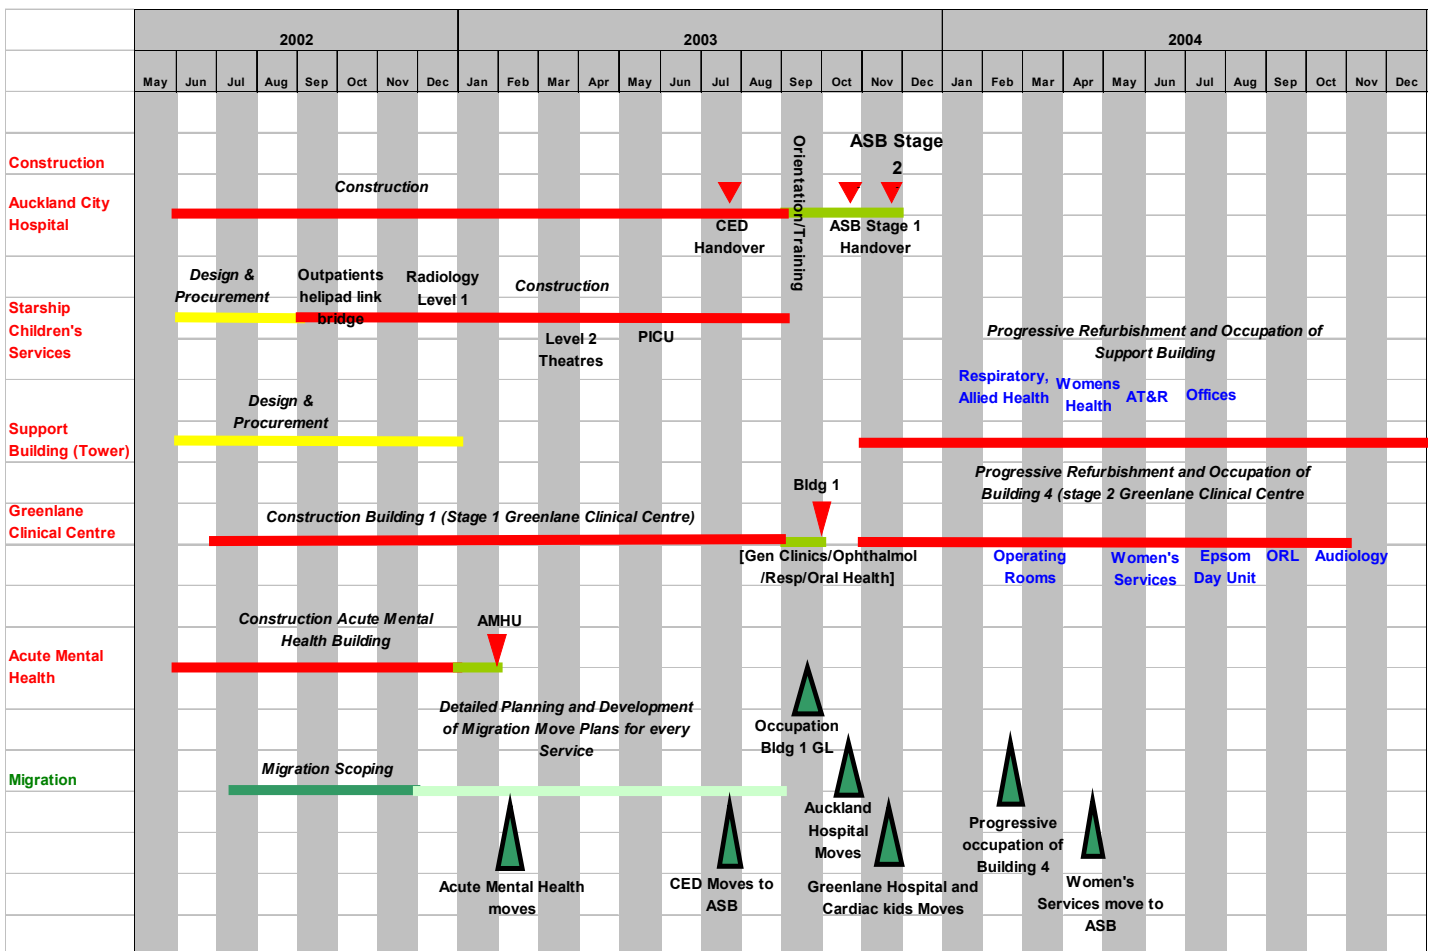 2002 2003 2004
May Jun Jul Aug Sep Oct Nov Dec Jan Feb Mar Apr May Jun Jul Aug Sep Oct Nov Dec Jan Feb Mar Apr May Jun Jul Aug Sep Oct Nov Dec
Construction
Auckland City
Hospital
Construction
CED
Handover
Orientation/Training
ASB Stage
2
ASB Stage 1
Handover
Starship
Children's
Services
Design &
Procurement
Outpatients
helipad link
bridge
Radiology
Level 1
Construction
Level 2
Theatres
PICU
Support
Building (Tower)
Design &
Procurement
Progressive Refurbishment and Occupation of
Support Building
Respiratory,
Allied Health
Womens
Health
AT&R
Offices
Greenlane
Clinical Centre
Construction Building 1 (Stage 1 Greenlane Clinical Centre)
Bldg 1
[Gen Clinics/Ophthalmol
/Resp/Oral Health]
Progressive Refurbishment and Occupation of
Building 4 (stage 2 Greenlane Clinical Centre
Operating
Rooms
Women's
Services
Epsom
Day Unit
ORL
Audiology
Acute Mental
Health
Construction Acute Mental
Health Building
AMHU
Migration
Migration Scoping
Detailed Planning and Development
of Migration Move Plans for every
Service
Acute Mental Health
moves
CED Moves to
ASB
Occupation
Bldg 1 GL
Auckland
Hospital
Moves
Greenlane Hospital and
Cardiac kids Moves
Progressive
occupation of
Building 4
Women's
Services move to
ASB